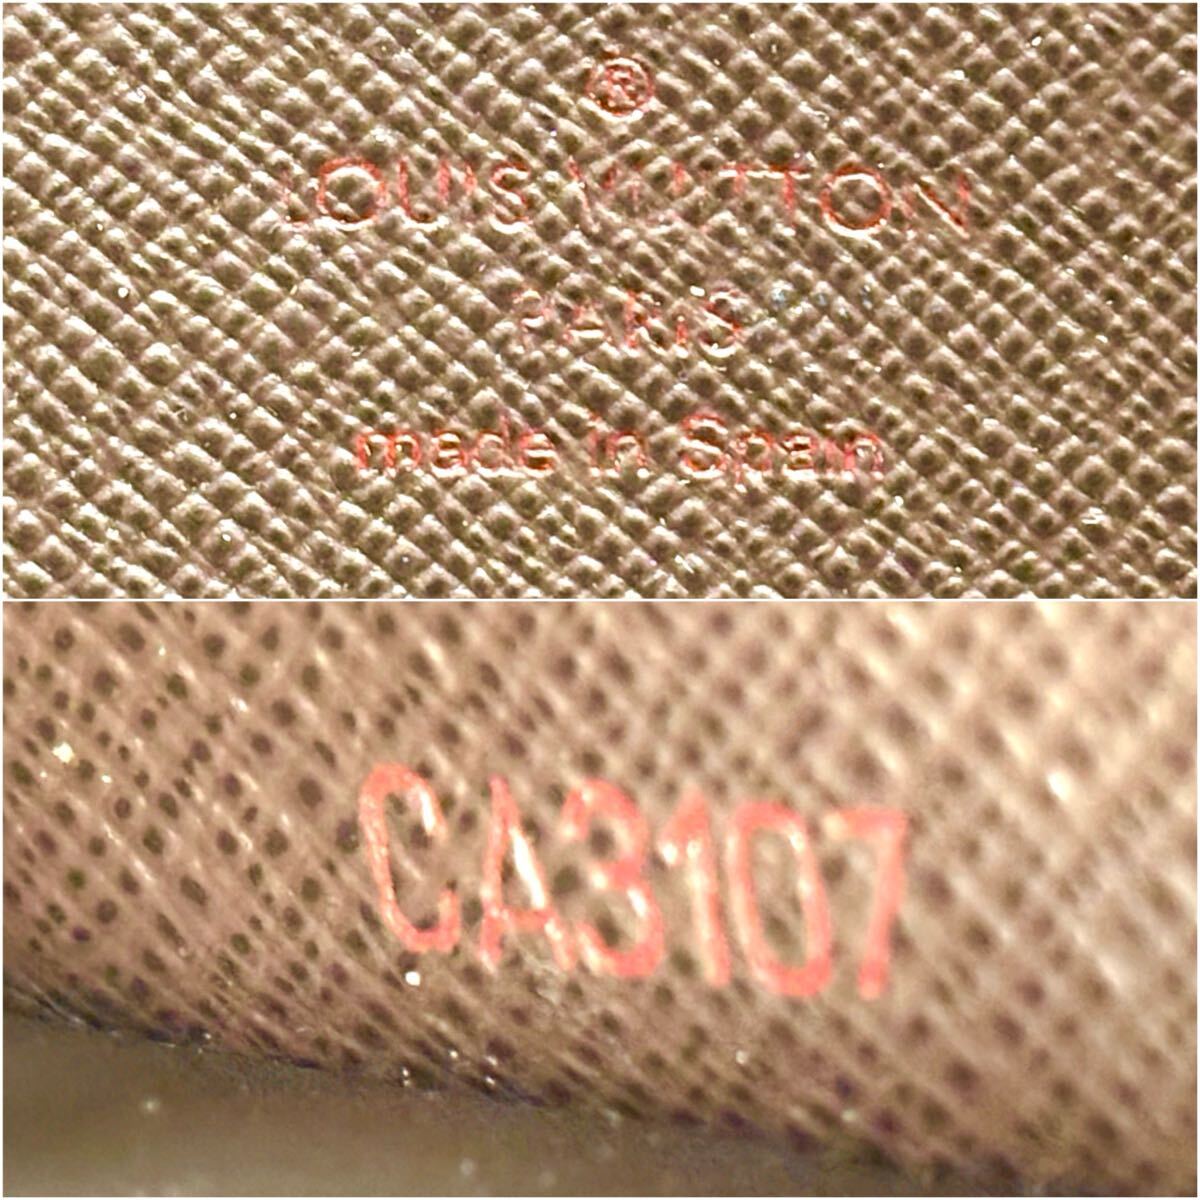 ®
LOUIS VUITTON
PARIS
made in Spain
CA3107